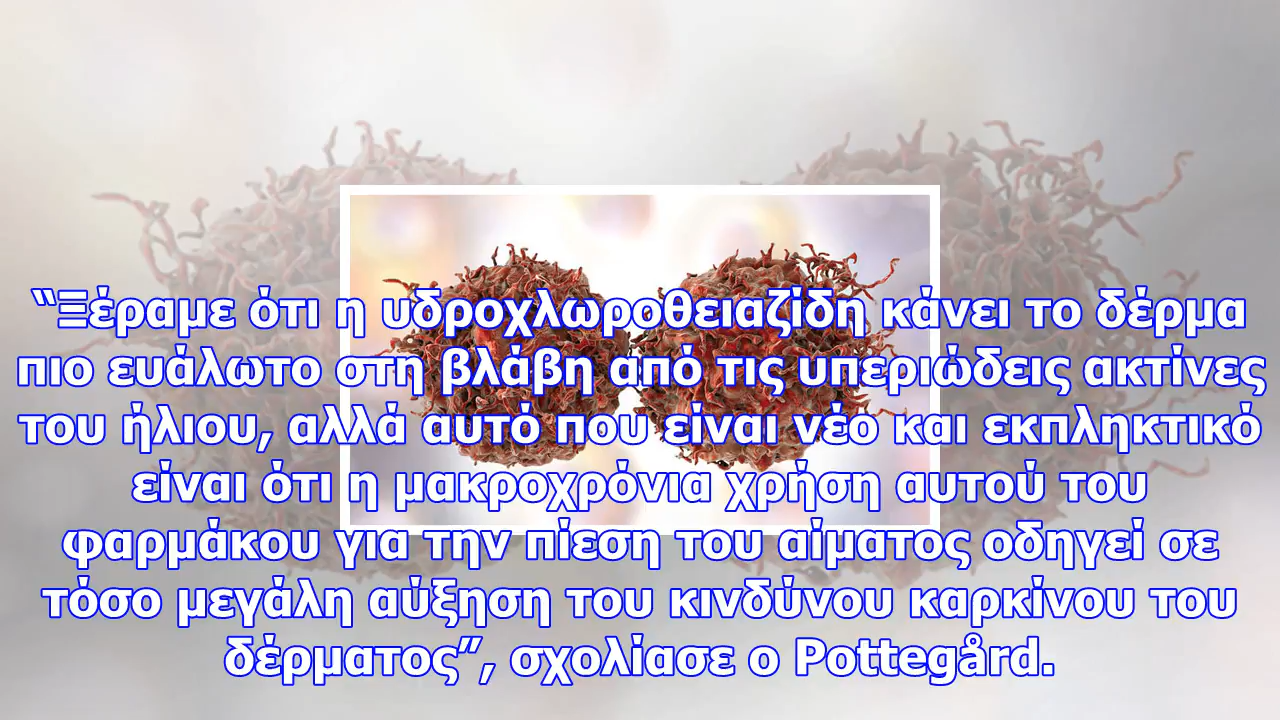 “Ξέραμε ότι η υδροχλωροθειαζίδη κάνει το δέρμα
πιο ευάλωτο στη βλάβη από τις υπεριώδεις ακτίνες
του ήλιου, αλλά αυτό που είναι νέο και εκπληκτικό
είναι ότι η μακροχρόνια χρήση αυτού του
φαρμάκου για την πίεση του αίματος οδηγεί σε
τόσο μεγάλη αύξηση του κινδύνου καρκίνου του
δέρματος”, σχολίασε ο Pottegård.